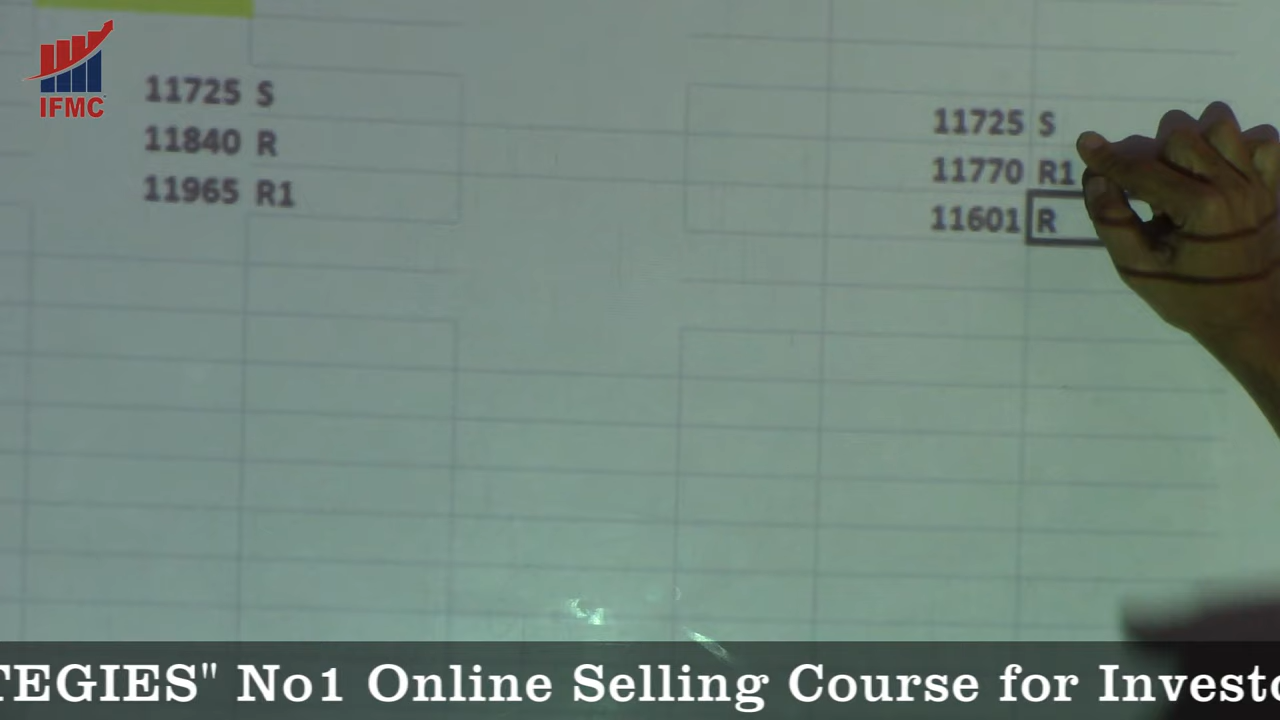 IFMC
11725 S
11840 R
11965 R1
11725 S
11770 R1
11601 R
TEGIES" No1 Online Selling Course for Investo